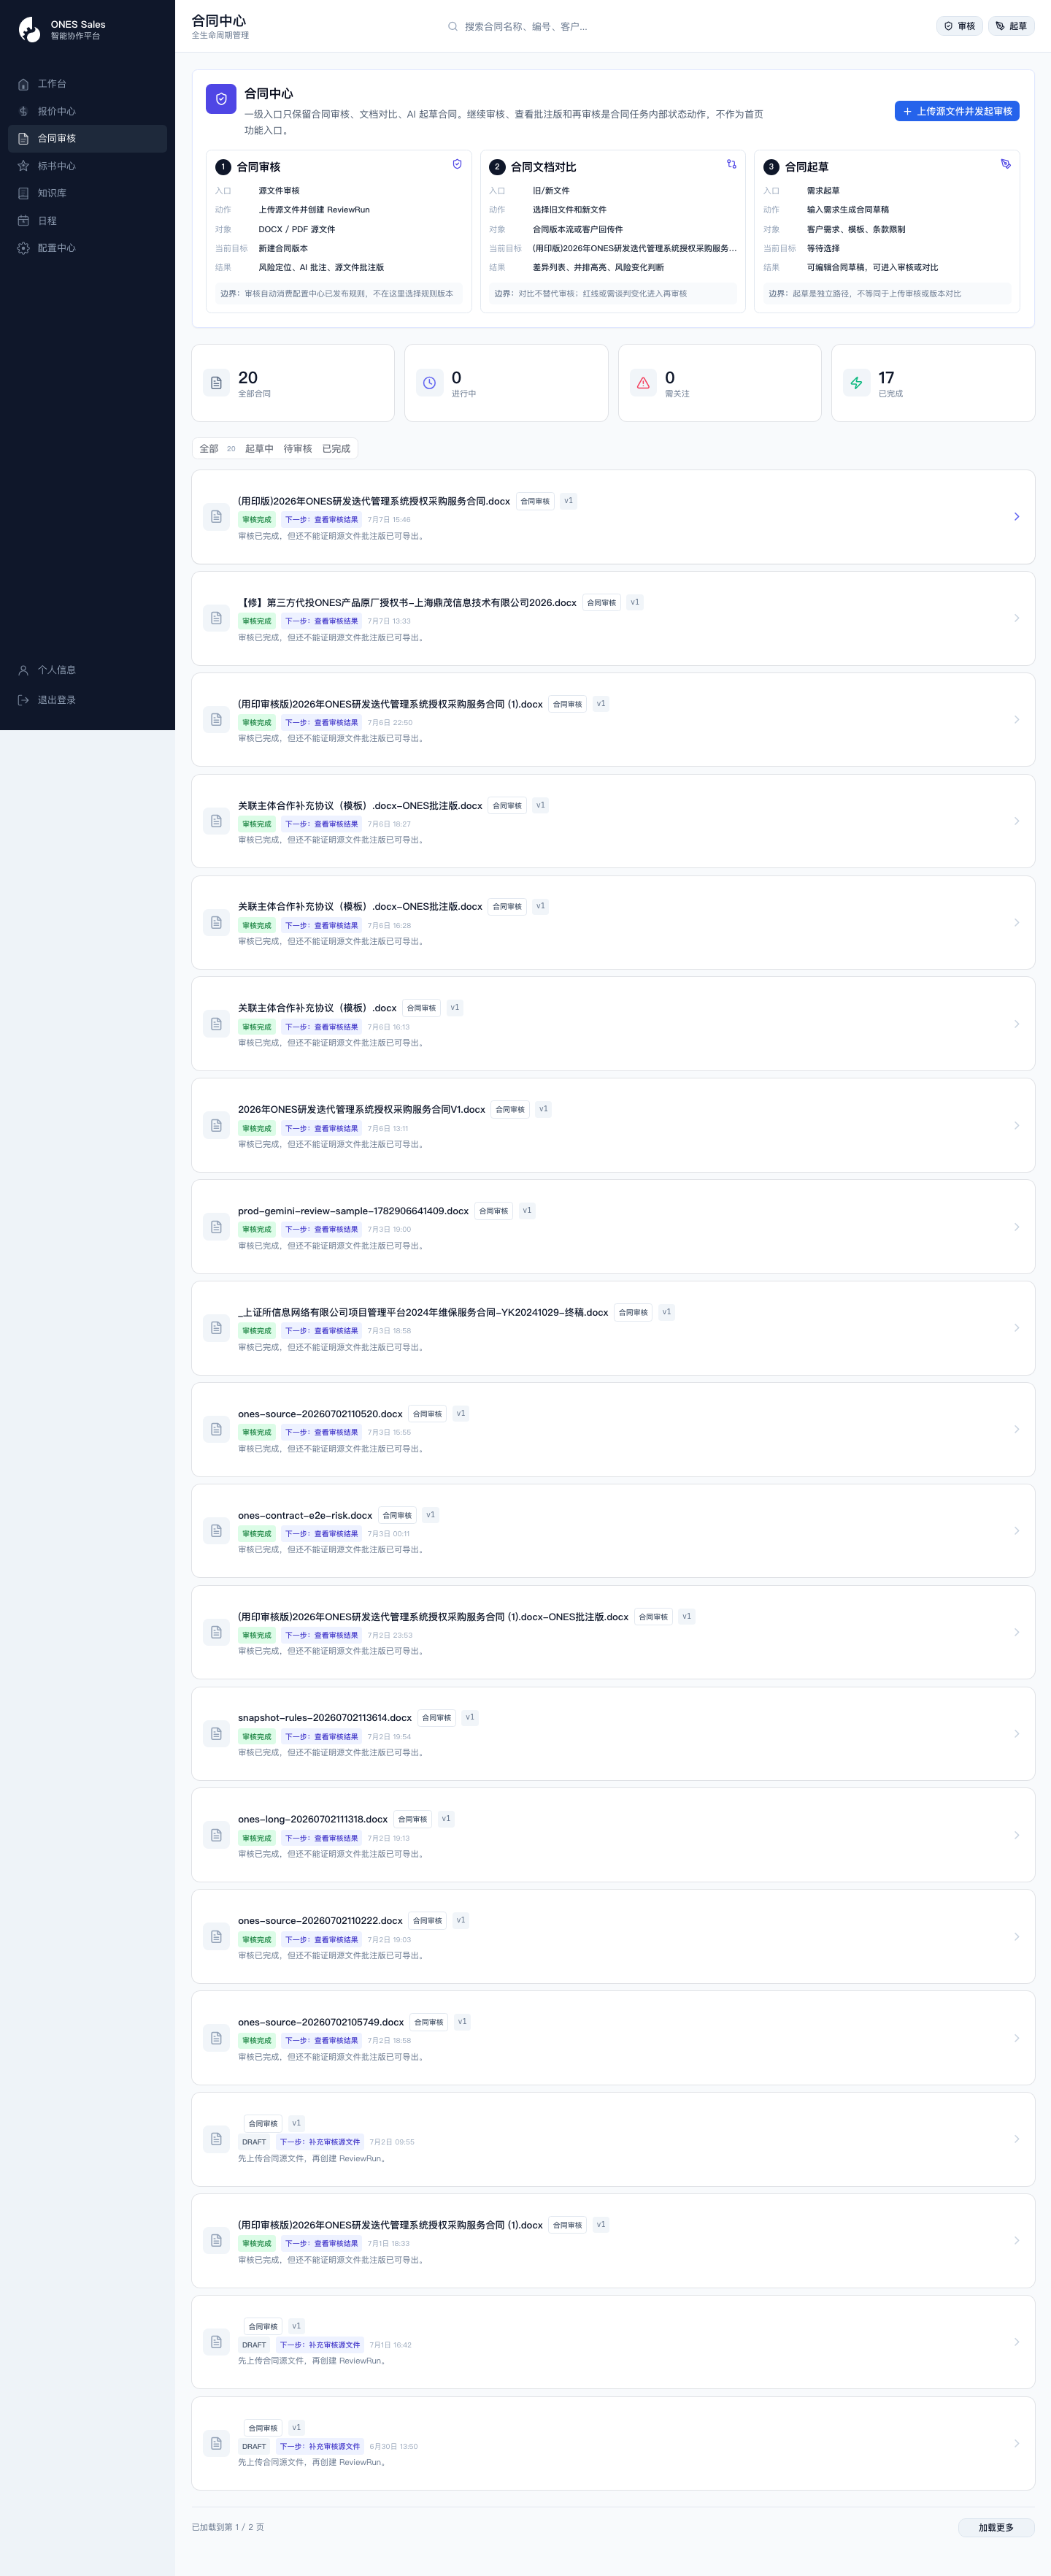 ONES Sales
智能协作平台
工作台
报价中心
合同审核
标书中心
知识库
日程
配置中心
个人信息
退出登录
合同中心
全生命周期管理
搜索合同名称、编号、客户...
审核
起草
合同中心
一级入口只保留合同审核、文档对比、AI 起草合同。继续审核、查看批注版和再审核是合同任务内部状态动作，不作为首页
功能入口。
上传源文件并发起审核
1 合同审核
入口 源文件审核
动作 上传源文件并创建 ReviewRun
对象 DOCX / PDF 源文件
当前目标 新建合同版本
结果 风险定位、AI 批注、源文件批注版
边界：审核自动消费配置中心已发布规则，不在这里选择规则版本
2 合同文档对比
入口 旧/新文件
动作 选择旧文件和新文件
对象 合同版本流或客户回传件
当前目标 (用印版)2026年ONES研发迭代管理系统授权采购服务...
结果 差异列表、并排高亮、风险变化判断
边界：对比不替代审核；红线或需谈判变化进入再审核
3 合同起草
入口 需求起草
动作 输入需求生成合同草稿
对象 客户需求、模板、条款限制
当前目标 等待选择
结果 可编辑合同草稿，可进入审核或对比
边界：起草是独立路径，不等同于上传审核或版本对比
20
全部合同
0
进行中
0
需关注
17
已完成
全部 20 起草中 待审核 已完成
(用印版)2026年ONES研发迭代管理系统授权采购服务合同.docx 合同审核 v1
审核完成 下一步：查看审核结果 7月7日 15:46
审核已完成，但还不能证明源文件批注版已可导出。
【修】第三方代投ONES产品原厂授权书-上海鼎茂信息技术有限公司2026.docx 合同审核 v1
审核完成 下一步：查看审核结果 7月7日 13:33
审核已完成，但还不能证明源文件批注版已可导出。
(用印审核版)2026年ONES研发迭代管理系统授权采购服务合同 (1).docx 合同审核 v1
审核完成 下一步：查看审核结果 7月6日 22:50
审核已完成，但还不能证明源文件批注版已可导出。
关联主体合作补充协议（模板）.docx-ONES批注版.docx 合同审核 v1
审核完成 下一步：查看审核结果 7月6日 18:27
审核已完成，但还不能证明源文件批注版已可导出。
关联主体合作补充协议（模板）.docx-ONES批注版.docx 合同审核 v1
审核完成 下一步：查看审核结果 7月6日 16:28
审核已完成，但还不能证明源文件批注版已可导出。
关联主体合作补充协议（模板）.docx 合同审核 v1
审核完成 下一步：查看审核结果 7月6日 16:13
审核已完成，但还不能证明源文件批注版已可导出。
2026年ONES研发迭代管理系统授权采购服务合同V1.docx 合同审核 v1
审核完成 下一步：查看审核结果 7月6日 13:11
审核已完成，但还不能证明源文件批注版已可导出。
prod-gemini-review-sample-1782906641409.docx 合同审核 v1
审核完成 下一步：查看审核结果 7月3日 19:00
审核已完成，但还不能证明源文件批注版已可导出。
_上证所信息网络有限公司项目管理平台2024年维保服务合同-YK20241029-终稿.docx 合同审核 v1
审核完成 下一步：查看审核结果 7月3日 18:58
审核已完成，但还不能证明源文件批注版已可导出。
ones-source-20260702110520.docx 合同审核 v1
审核完成 下一步：查看审核结果 7月3日 15:55
审核已完成，但还不能证明源文件批注版已可导出。
ones-contract-e2e-risk.docx 合同审核 v1
审核完成 下一步：查看审核结果 7月3日 00:11
审核已完成，但还不能证明源文件批注版已可导出。
(用印审核版)2026年ONES研发迭代管理系统授权采购服务合同 (1).docx-ONES批注版.docx 合同审核 v1
审核完成 下一步：查看审核结果 7月2日 23:53
审核已完成，但还不能证明源文件批注版已可导出。
snapshot-rules-20260702113614.docx 合同审核 v1
审核完成 下一步：查看审核结果 7月2日 19:54
审核已完成，但还不能证明源文件批注版已可导出。
ones-long-20260702111318.docx 合同审核 v1
审核完成 下一步：查看审核结果 7月2日 19:13
审核已完成，但还不能证明源文件批注版已可导出。
ones-source-20260702110222.docx 合同审核 v1
审核完成 下一步：查看审核结果 7月2日 19:03
审核已完成，但还不能证明源文件批注版已可导出。
ones-source-20260702105749.docx 合同审核 v1
审核完成 下一步：查看审核结果 7月2日 18:58
审核已完成，但还不能证明源文件批注版已可导出。
合同审核 v1
DRAFT 下一步：补充审核源文件 7月2日 09:55
先上传合同源文件，再创建 ReviewRun。
(用印审核版)2026年ONES研发迭代管理系统授权采购服务合同 (1).docx 合同审核 v1
审核完成 下一步：查看审核结果 7月1日 18:33
审核已完成，但还不能证明源文件批注版已可导出。
合同审核 v1
DRAFT 下一步：补充审核源文件 7月1日 16:42
先上传合同源文件，再创建 ReviewRun。
合同审核 v1
DRAFT 下一步：补充审核源文件 6月30日 13:50
先上传合同源文件，再创建 ReviewRun。
已加载到第 1 / 2 页
加载更多